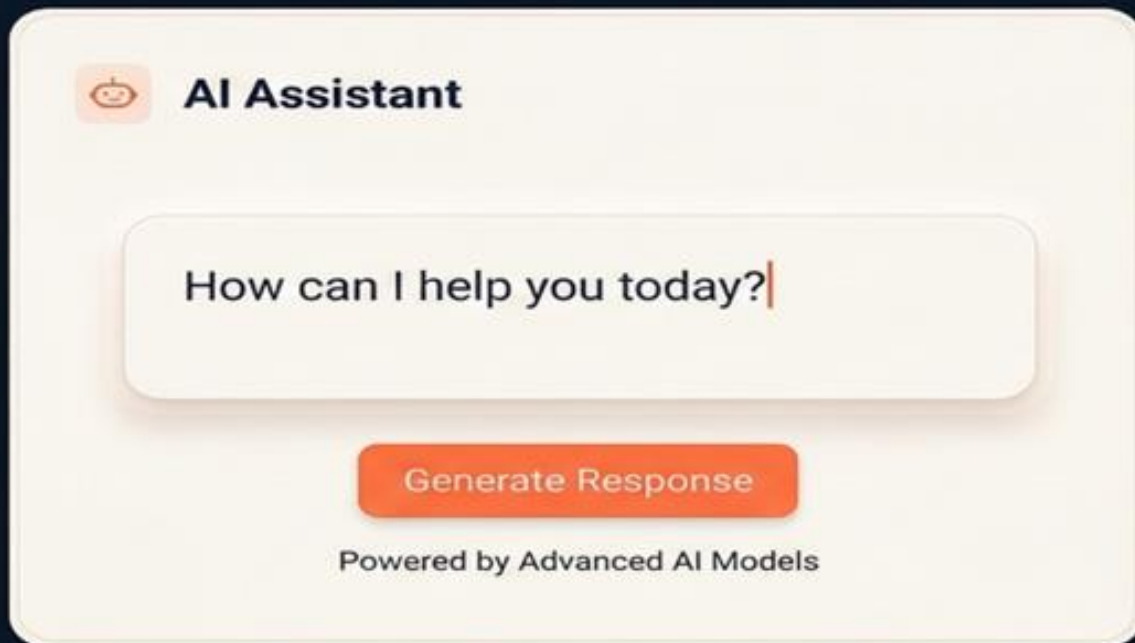 AI Assistant
How can I help you today?
Generate Response
Powered by Advanced AI Models